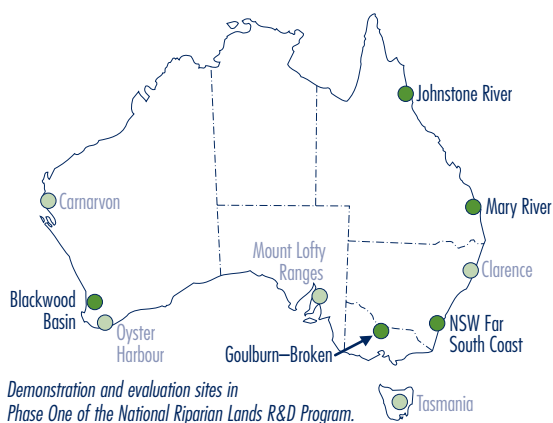 Johnstone River
Carnarvon
Mary River
Mount Lofty
Ranges
Clarence
Blackwood
Basin
Oyster
Harbour
NSW Far
South Coast
Goulburn–Broken
Demonstration and evaluation sites in
Phase One of the National Riparian Lands R&D Program.
Tasmania